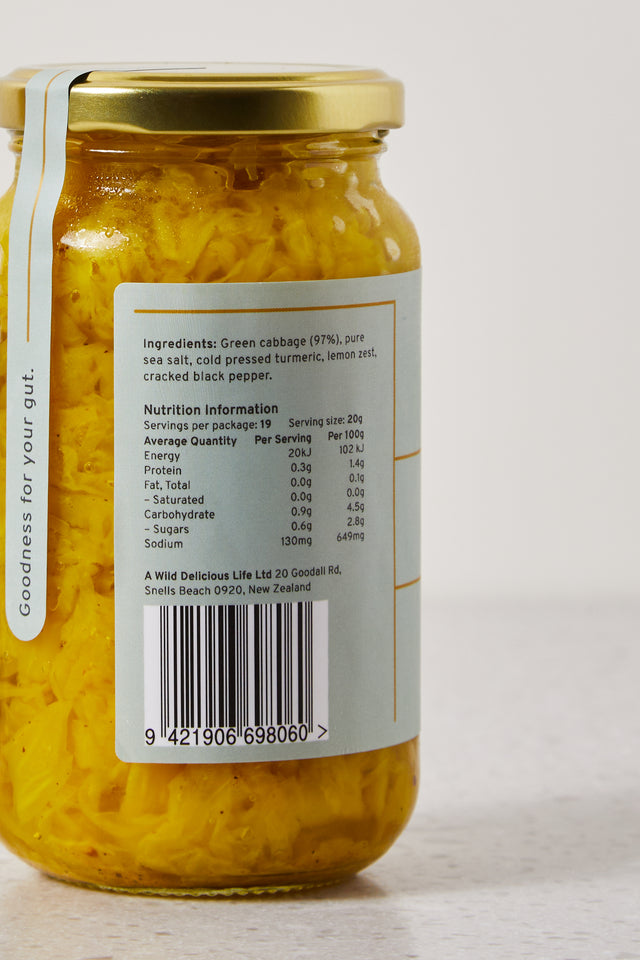 Goodness for your gut.
Ingredients: Green cabbage (97%), pure
sea salt, cold pressed turmeric, lemon zest,
cracked black pepper.
Nutrition Information
Servings per package: 19 Serving size: 20g
Average Quantity Per Serving Per 100g
Energy 20kJ 102 kJ
Protein 0.3g 1.4g
Fat, Total 0.0g 0.1g
– Saturated 0.0g 0.0g
Carbohydrate 0.9g 4.5g
– Sugars 0.6g 2.8g
Sodium 130mg 649mg
A Wild Delicious Life Ltd 20 Goodall Rd,
Snells Beach 0920, New Zealand
9 421906 698060 >